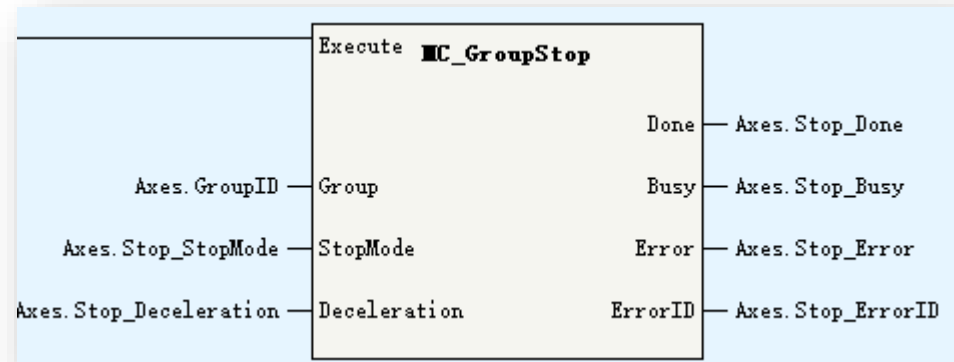 Execute MC_GroupStop
Done Axes.Stop_Done
Axes.GroupID Group Busy Axes.Stop_Busy
Axes.Stop_StopMode StopMode Error Axes.Stop_Error
Axes.Stop_Deceleration Deceleration ErrorID Axes.Stop_ErrorID